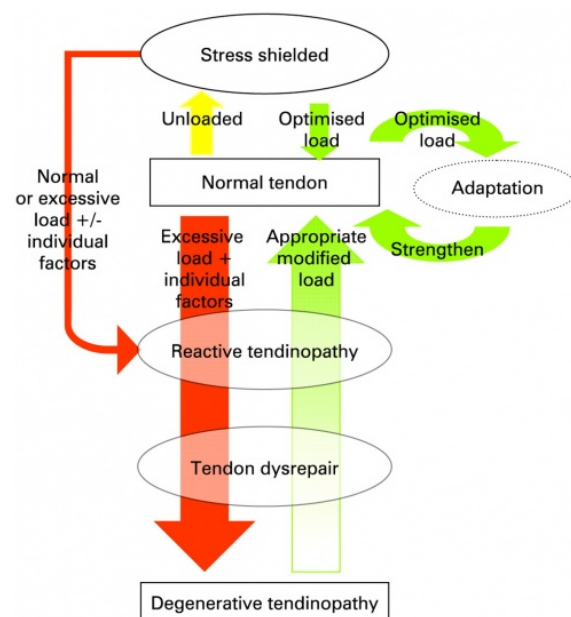 Stress shielded
Unloaded
Optimised
load
Optimised
load
Normal
or excessive
load +/-
individual
factors
Normal tendon
Adaptation
Excessive
load +
individual
factors
Appropriate
modified
load
Strengthen
Reactive tendinopathy
Tendon dysrepair
Degenerative tendinopathy